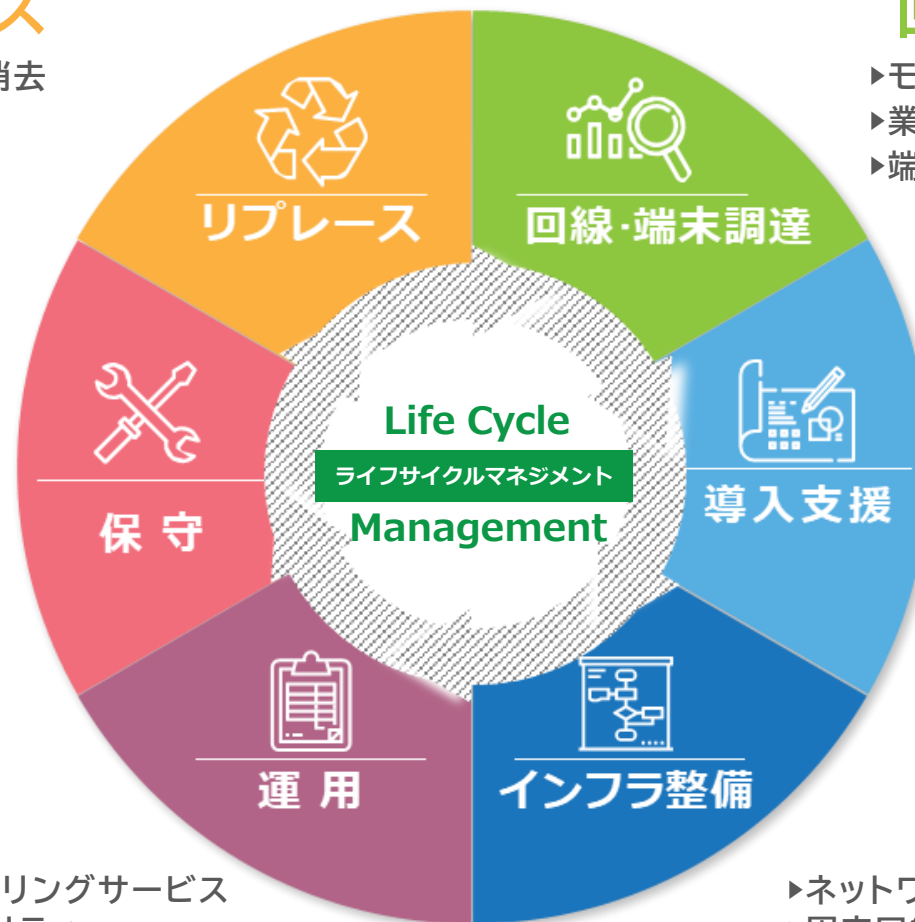 ス
消去
▶モ
▶業
▶端
リプレース
回線・端末調達
Life Cycle
ライフサイクルマネジメント
Management
導入支援
保 守
運 用
インフラ整備
リングサービス
▶ネットワ